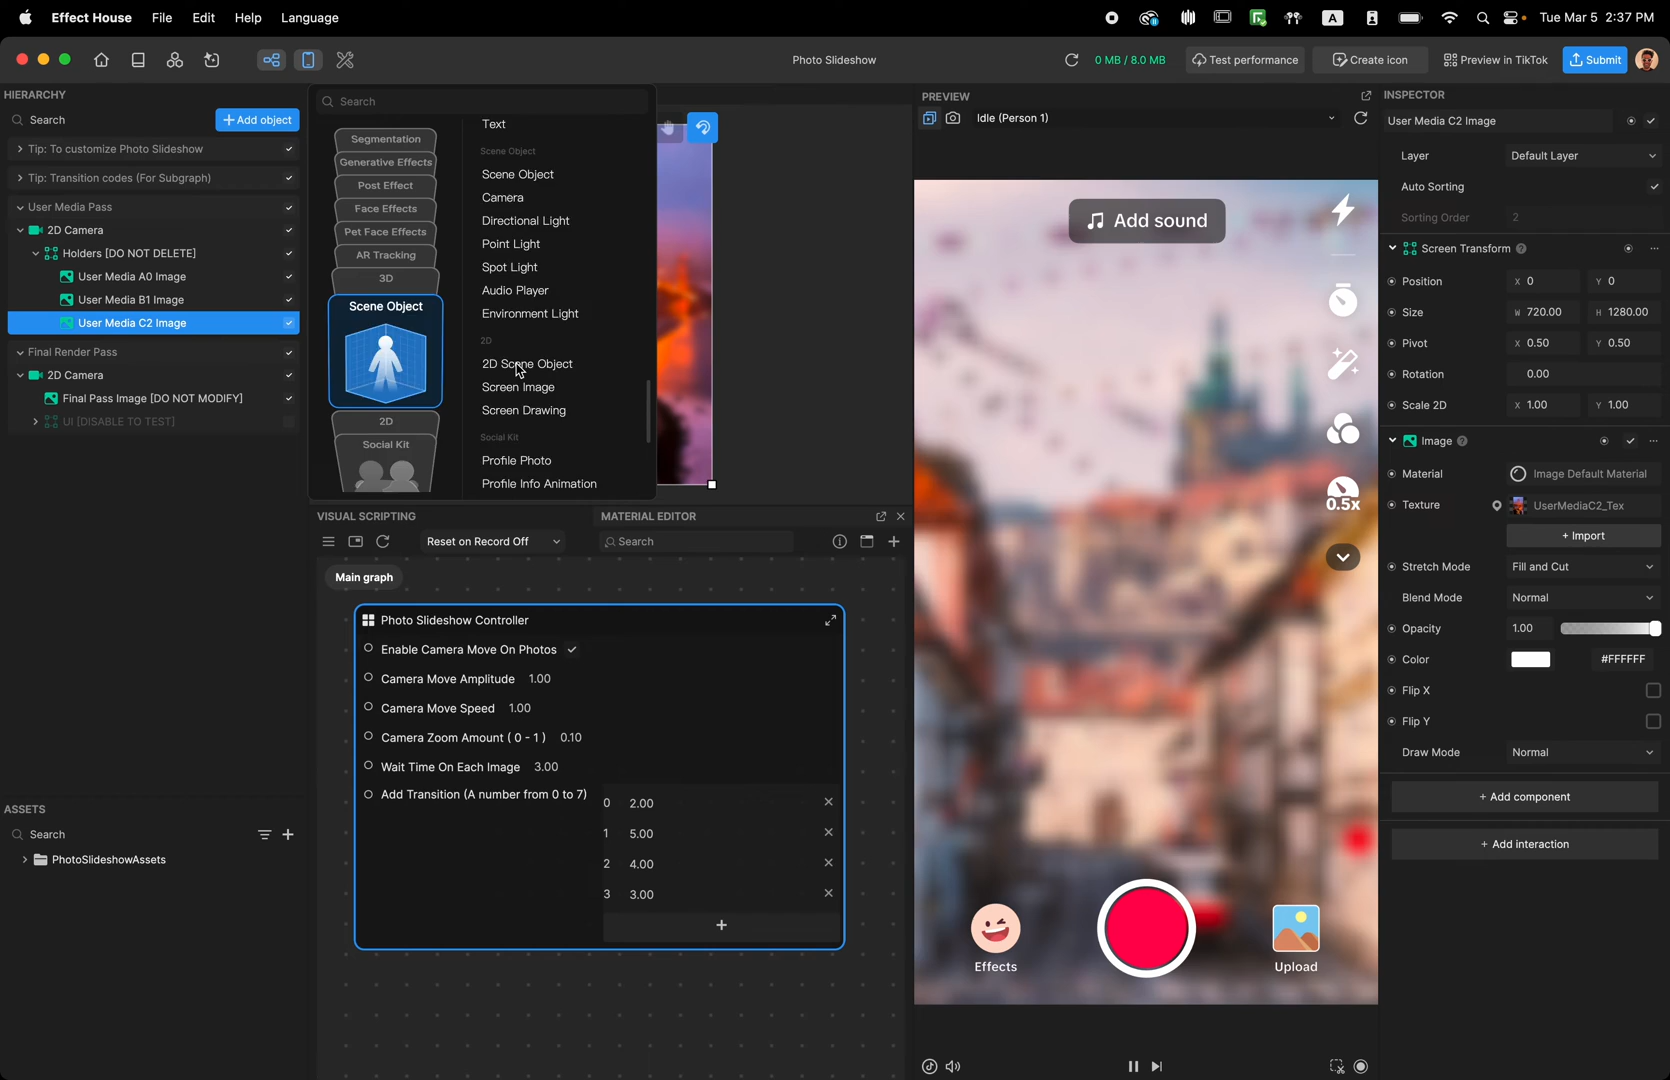 Effect House File Edit Help Language
A
Tue Mar 5 2:37 PM
Photo Slideshow
0 MB / 8.0 MB
Test performance
Create icon
Preview in TikTok
Submit
HIERARCHY
Search
+ Add object
Tip: To customize Photo Slideshow
Tip: Transition codes (For Subgraph)
User Media Pass
2D Camera
Holders [DO NOT DELETE]
User Media A0 Image
User Media B1 Image
User Media C2 Image
Final Render Pass
2D Camera
Final Pass Image [DO NOT MODIFY]
UI [DISABLE TO TEST]
ASSETS
Search
PhotoSlideshowAssets
Search
Segmentation
Generative Effects
Post Effect
Face Effects
Pet Face Effects
AR Tracking
3D
Scene Object
2D
Social Kit
Text
Scene Object
Scene Object
Camera
Directional Light
Point Light
Spot Light
Audio Player
Environment Light
2D
2D Scene Object
Screen Image
Screen Drawing
Social Kit
Profile Photo
Profile Info Animation
VISUAL SCRIPTING
MATERIAL EDITOR
Reset on Record Off
Search
Main graph
Photo Slideshow Controller
Enable Camera Move On Photos
Camera Move Amplitude 1.00
Camera Move Speed 1.00
Camera Zoom Amount ( 0 - 1 ) 0.10
Wait Time On Each Image 3.00
Add Transition (A number from 0 to 7)
0 2.00
1 5.00
2 4.00
3 3.00
+
PREVIEW
Idle (Person 1)
Add sound
0.5x
Effects
Upload
INSPECTOR
User Media C2 Image
Layer Default Layer
Auto Sorting
Sorting Order 2
Screen Transform
Position X 0 Y 0
Size W 720.00 H 1280.00
Pivot X 0.50 Y 0.50
Rotation 0.00
Scale 2D X 1.00 Y 1.00
Image
Material Image Default Material
Texture UserMediaC2_Tex
+ Import
Stretch Mode Fill and Cut
Blend Mode Normal
Opacity 1.00
Color #FFFFFF
Flip X
Flip Y
Draw Mode Normal
+ Add component
+ Add interaction